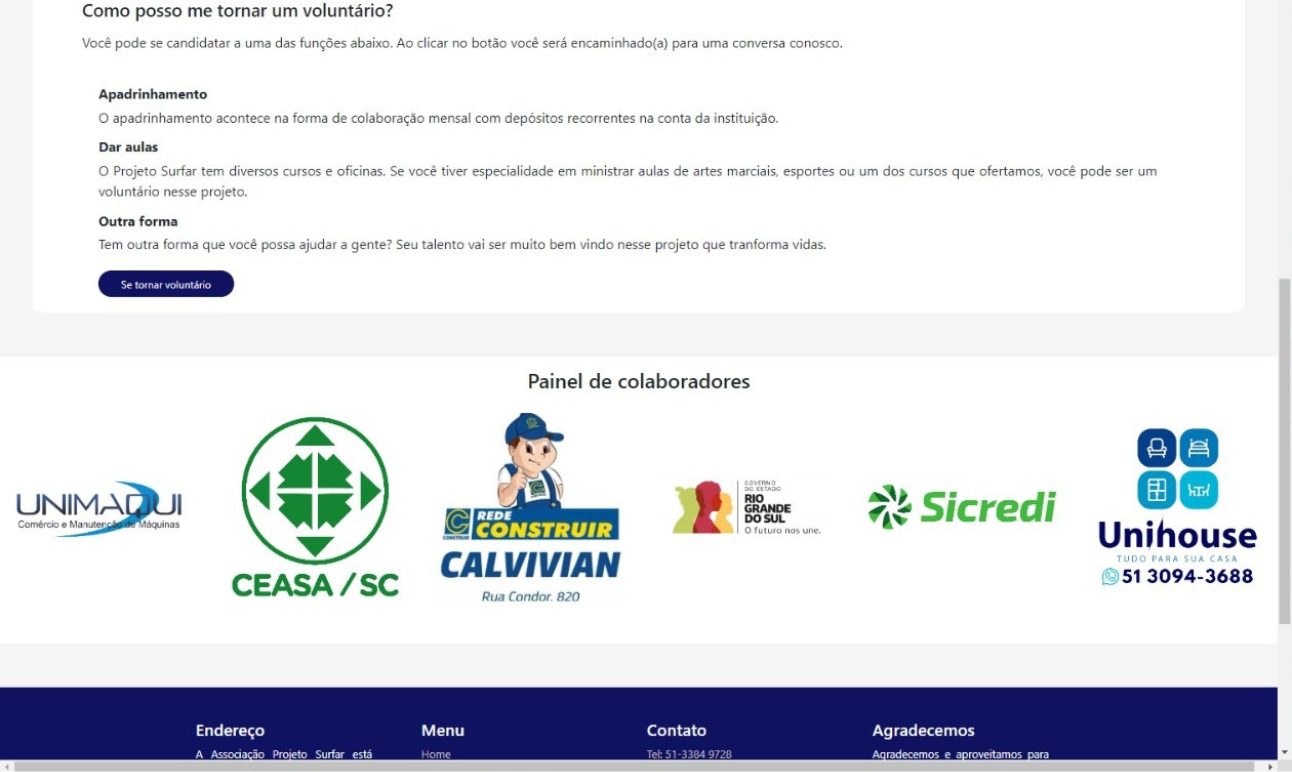 Como posso me tornar um voluntário?
Você pode se candidatar a uma das funções abaixo. Ao clicar no botão você será encaminhado(a) para uma conversa conosco.
Apadrinhamento
O apadrinhamento acontece na forma de colaboração mensal com depósitos recorrentes na conta da instituição.
Dar aulas
O Projeto Surfar tem diversos cursos e oficinas. Se você tiver especialidade em ministrar aulas de artes marciais, esportes ou um dos cursos que ofertamos, você pode ser um
voluntário nesse projeto.
Outra forma
Tem outra forma que você possa ajudar a gente? Seu talento vai ser muito bem vindo nesse projeto que tranforma vidas.
Se tornar voluntário
Painel de colaboradores
UNIMAQUI
Comércio e Manutenção de Máquinas
CEASA / SC
REDE
CONSTRUIR
CONSTRUIR
CALVIVIAN
Rua Condor. 820
GOVERNO
DO ESTADO
RIO
GRANDE
DO SUL
O futuro nos une.
Sicredi
Unihouse
TUDO PARA SUA CASA
51 3094-3688
Endereço
A Associação Projeto Surfar está
Menu
Home
Contato
Tel: 51-3384 9728
Agradecemos
Agradecemos e aproveitamos para